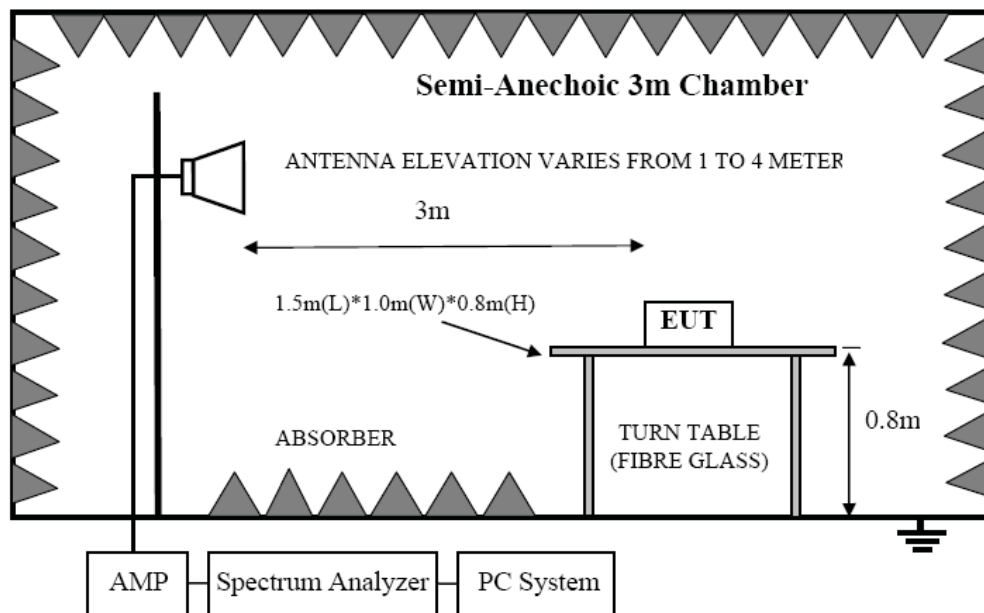 Semi-Anechoic 3m Chamber
ANTENNA ELEVATION VARIES FROM 1 TO 4 METER
3m
1.5m(L)*1.0m(W)*0.8m(H)
EUT
0.8m
ABSORBER
TURN TABLE
(FIBRE GLASS)
AMP
Spectrum Analyzer
PC System